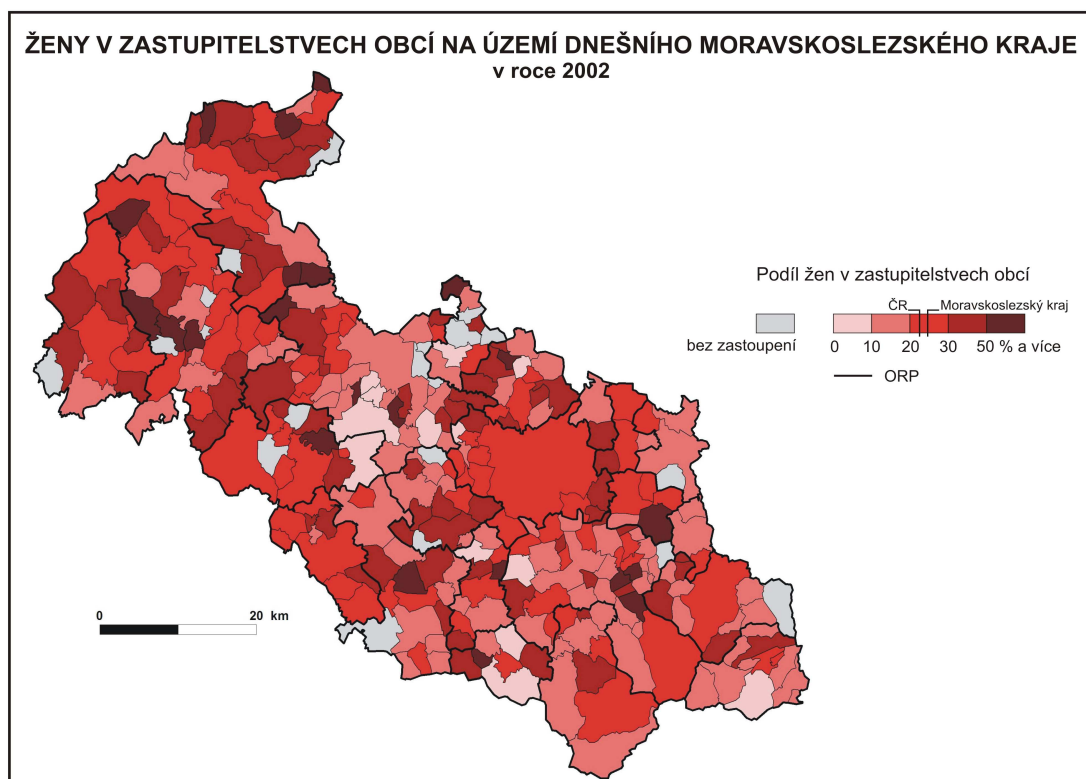 ŽENY V ZASTUPITELSTVECH OBCÍ NA ÚZEMÍ DNEŠNÍHO MORAVSKOSLEZSKÉHO KRAJE
v roce 2002
Podíl žen v zastupitelstvech obcí
ČR Moravskoslezský kraj
bez zastoupení 0 10 20 30 50 % a více
ORP
0 20 km